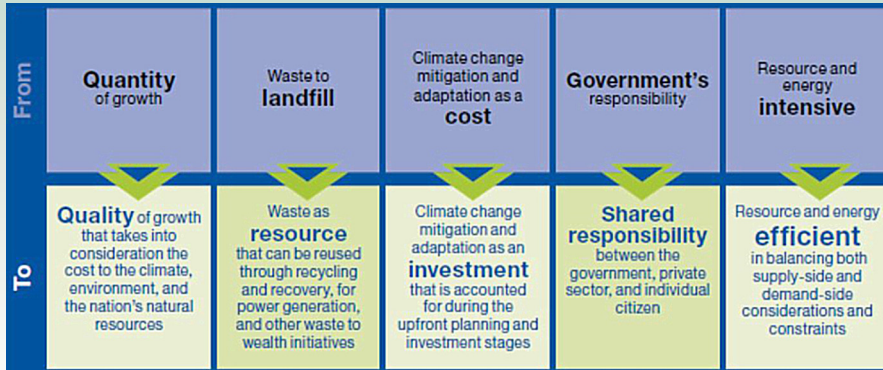 From
Quantity
of growth
Waste to
landfill
Climate change
mitigation and
adaptation as a
cost
Government's
responsibility
Resource and
energy
intensive
To
Quality of growth
that takes into
consideration the
cost to the climate,
environment, and
the nation's natural
resources
Waste as
resource
that can be reused
through recycling
and recovery, for
power generation,
and other waste to
wealth initiatives
Climate change
mitigation and
adaptation as an
investment
that is accounted
for during the
upfront planning and
investment stages
Shared
responsibility
between the
government, private
sector, and individual
citizen
Resource and energy
efficient
in balancing both
supply-side and
demand-side
considerations and
constraints